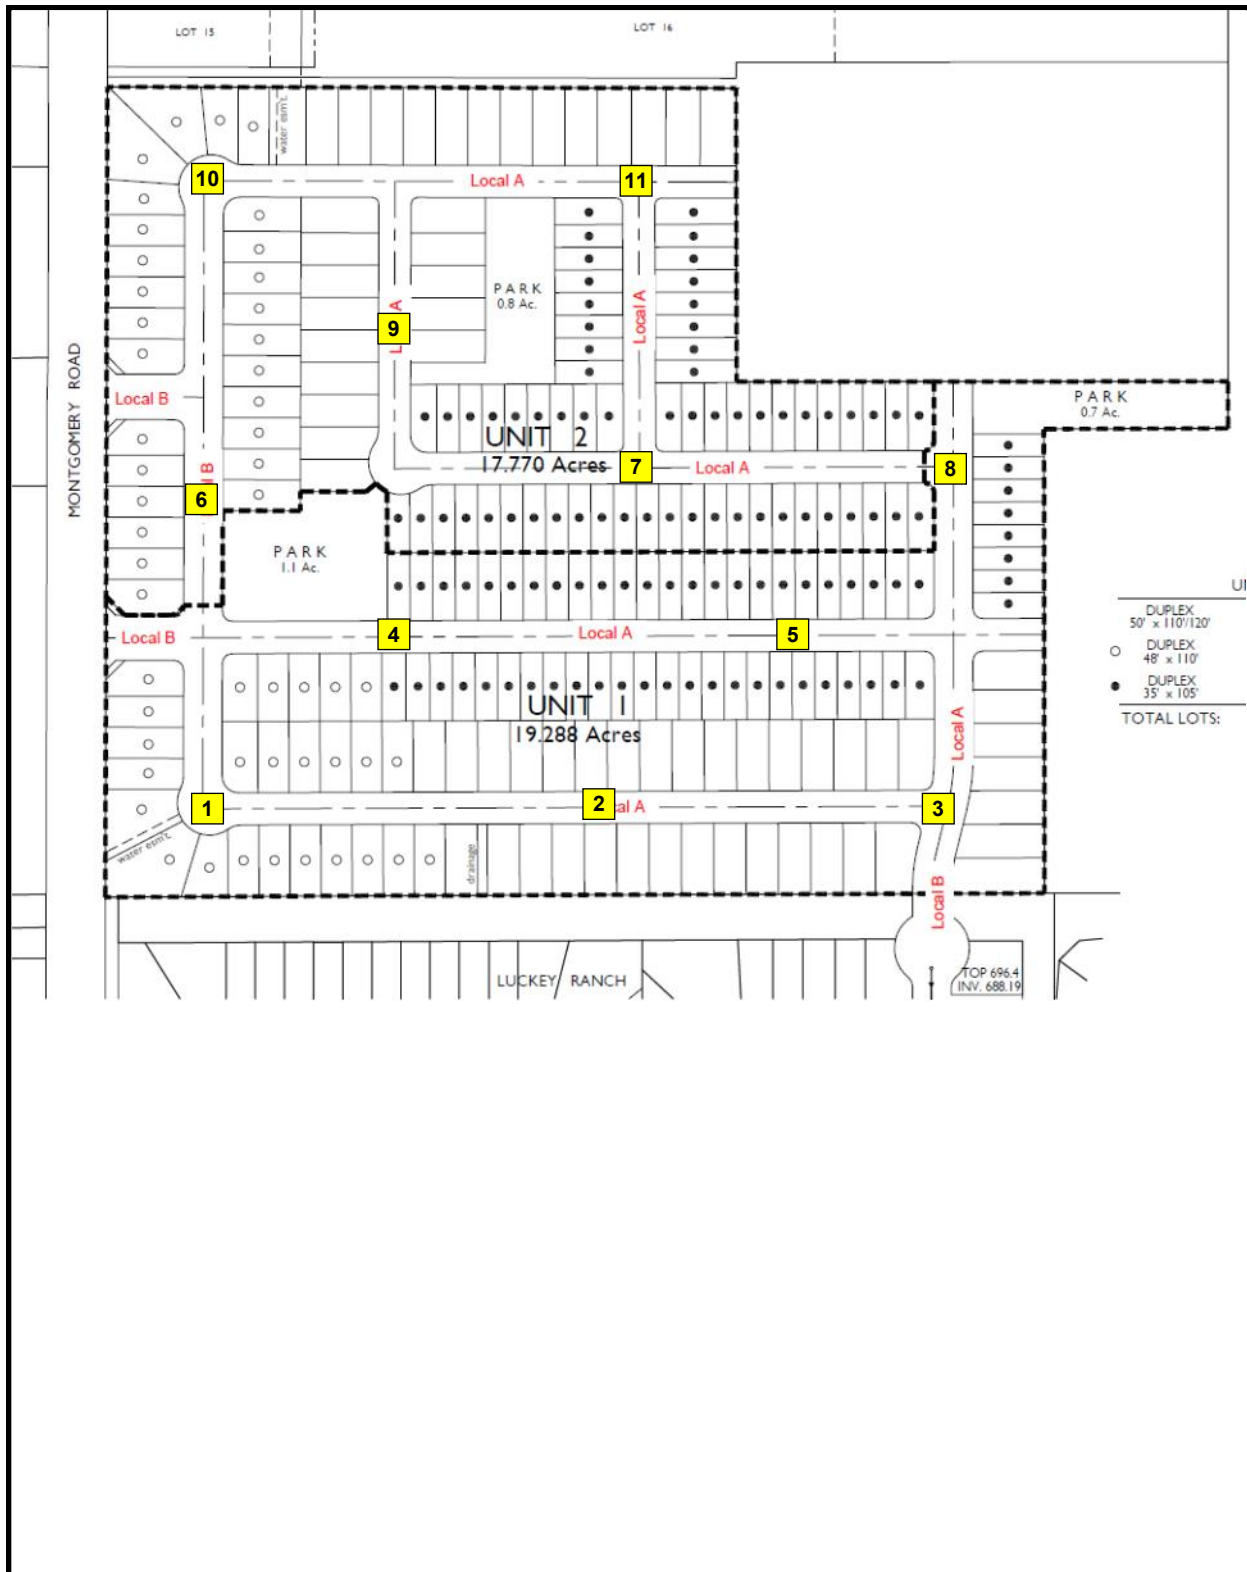 LOT 15
LOT 16
water esm't.
10
Local A
11
PARK
0.8 Ac.
9
Local A
MONTGOMERY ROAD
Local B
PARK
0.7 Ac.
UNIT 2
17.770 Acres
7
Local A
8
6
PARK
1.1 Ac.
Local B
4
Local A
5
DUPLEX
50' x 110'/120'
DUPLEX
48' x 110'
DUPLEX
35' x 105'
TOTAL LOTS:
UNIT 1
19.288 Acres
Local A
1
2
3
water esm't.
drainage
Local B
LUCKEY RANCH
TOP 696.4
INV. 688.19